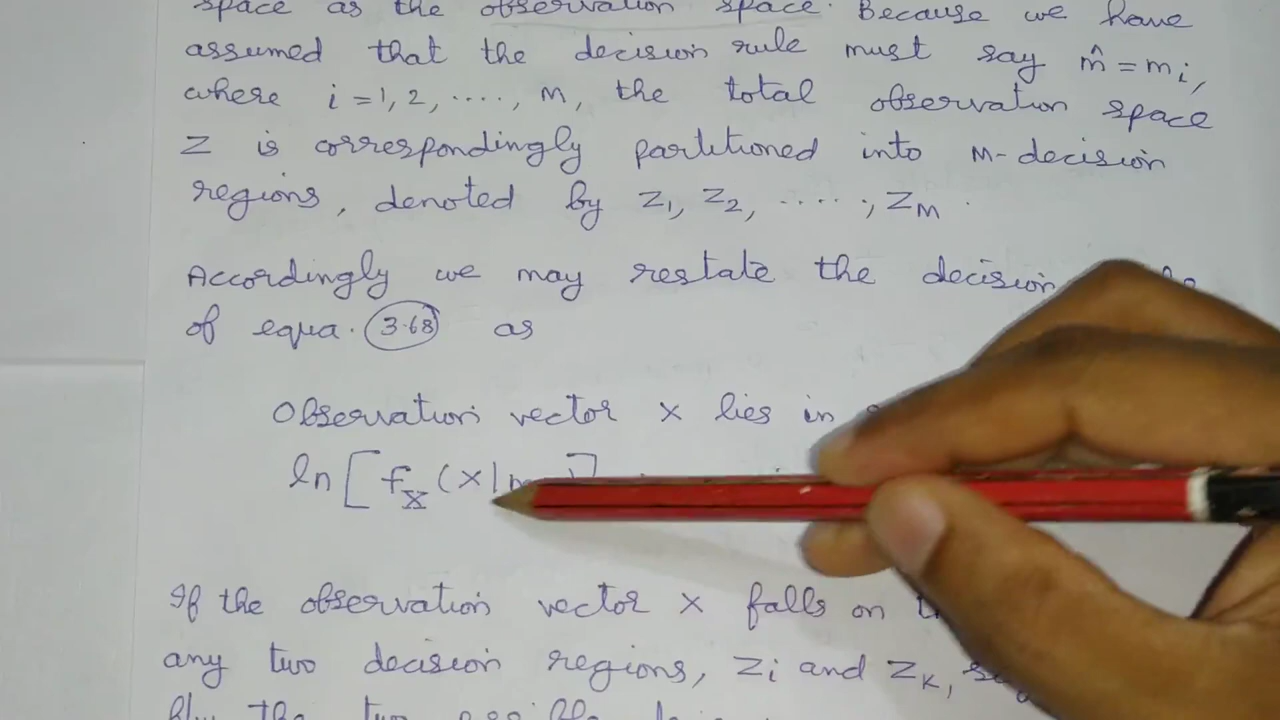 space as the observation space. Because we have
assumed that the decision rule must say m̂ = mi,
where i = 1, 2, ....., M, the total observation space
Z is correspondingly partitioned into M-decision
regions, denoted by Z1, Z2, ....., ZM.
Accordingly we may restate the decision
of equa. 3.68 as
Observation vector x lies in
ln [ fX (x|
If the observation vector x falls on
any two decision regions, Zi and ZK,
the two